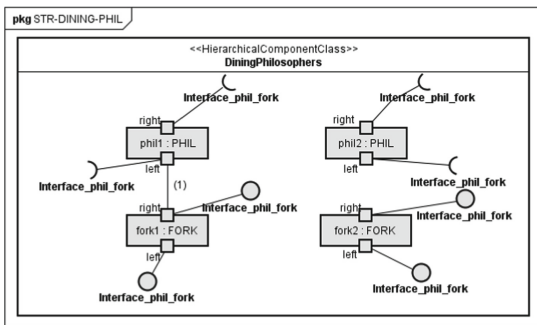 pkg STR-DINING-PHIL
<<HierarchicalComponentClass>>
DiningPhilosophers
Interface_phil_fork
Interface_phil_fork
right
right
phil1 : PHIL
phil2 : PHIL
left
left
Interface_phil_fork
Interface_phil_fork
(1)
right
Interface_phil_fork
right
Interface_phil_fork
fork1 : FORK
fork2 : FORK
left
left
Interface_phil_fork
Interface_phil_fork